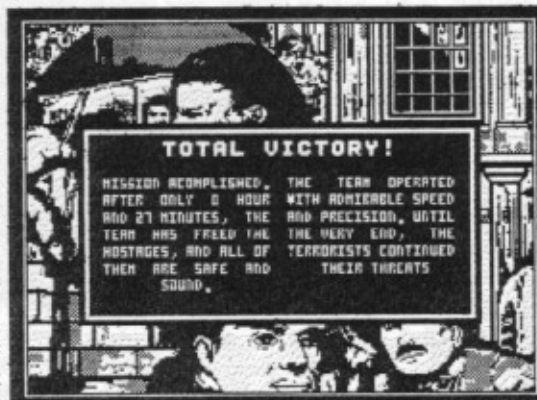 TOTAL VICTORY!
MISSION ACOMPLISHED.
AFTER ONLY 0 HOUR
AND 27 MINUTES, THE
TEAM HAS FREED THE
HOSTAGES, AND ALL OF
THEM ARE SAFE AND
SOUND.
THE TEAM OPERATED
WITH ADMIRABLE SPEED
AND PRECISION. UNTIL
THE VERY END, THE
TERRORISTS CONTINUED
THEIR THREATS